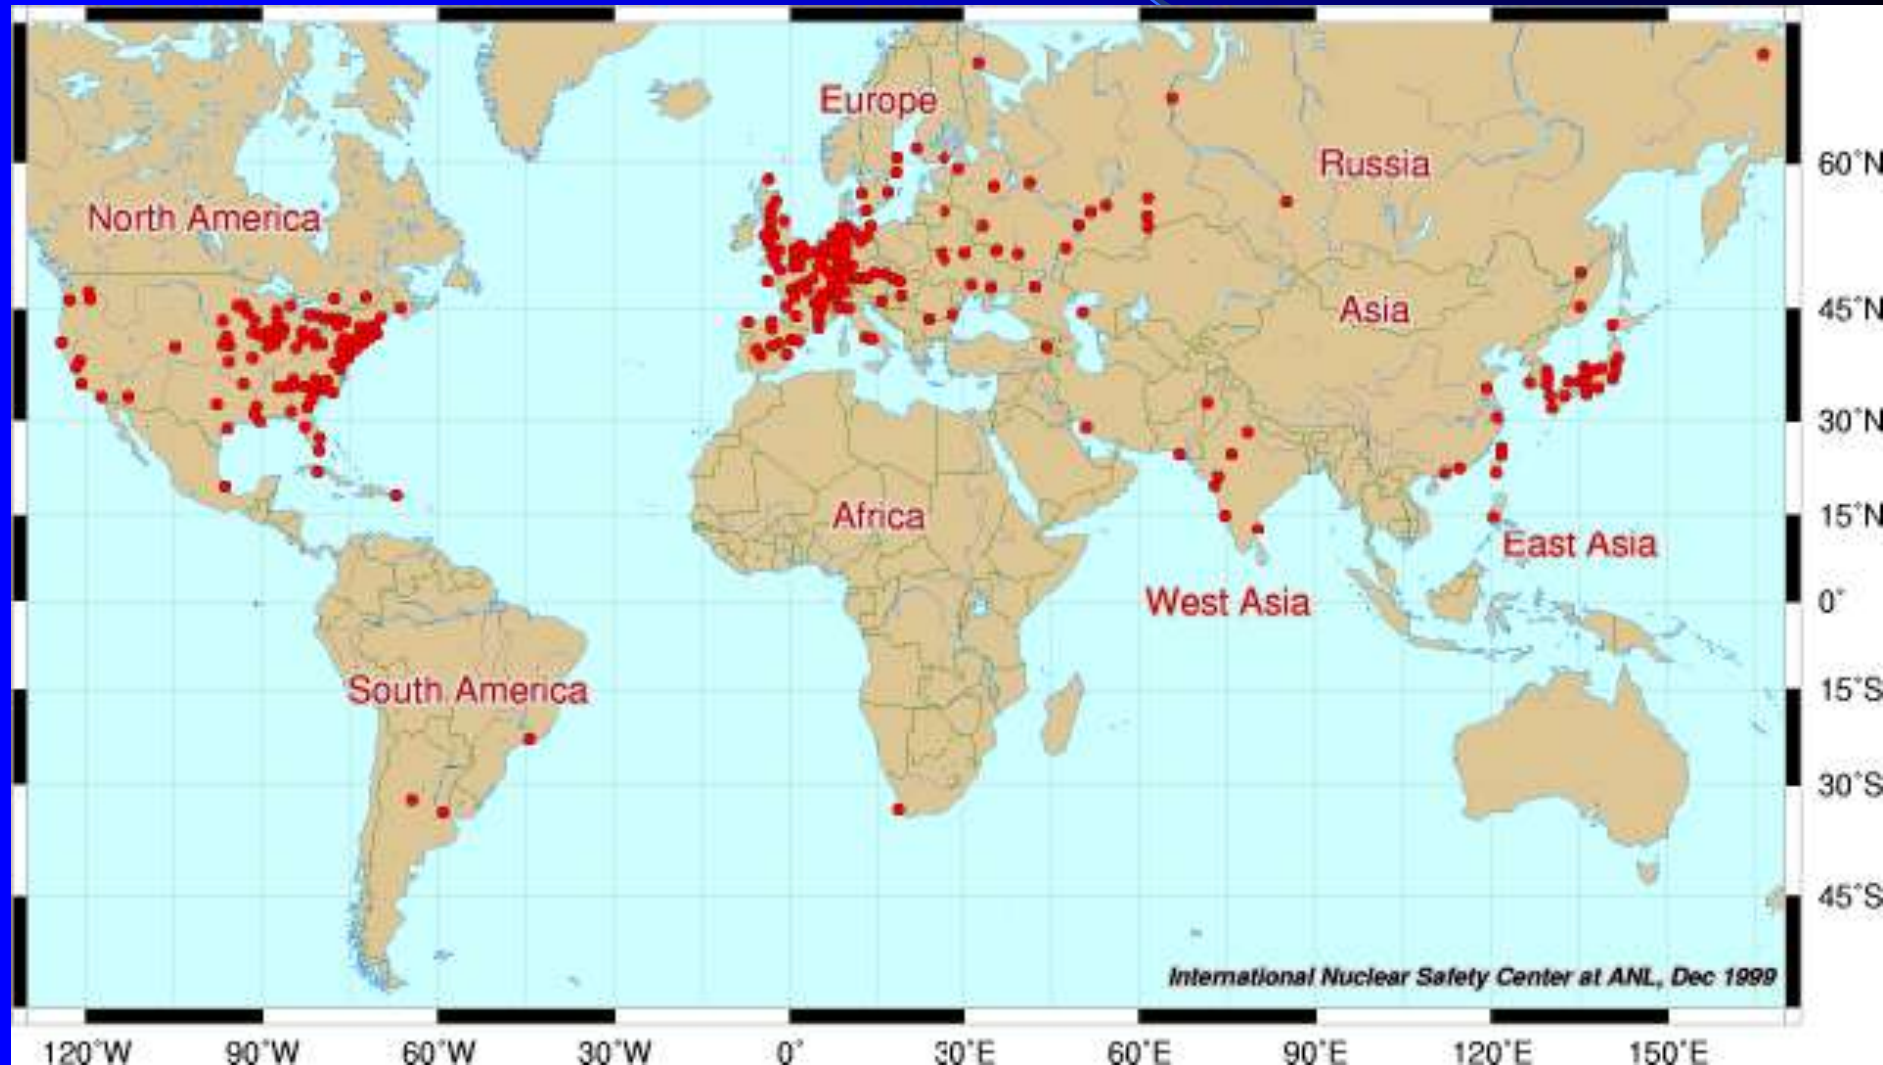 Europe
Russia
60°N
North America
Asia
45°N
30°N
Africa
15°N
East Asia
West Asia
0°
South America
15°S
30°S
45°S
International Nuclear Safety Center at ANL, Dec 1999
120°W 90°W 60°W 30°W 0° 30°E 60°E 90°E 120°E 150°E